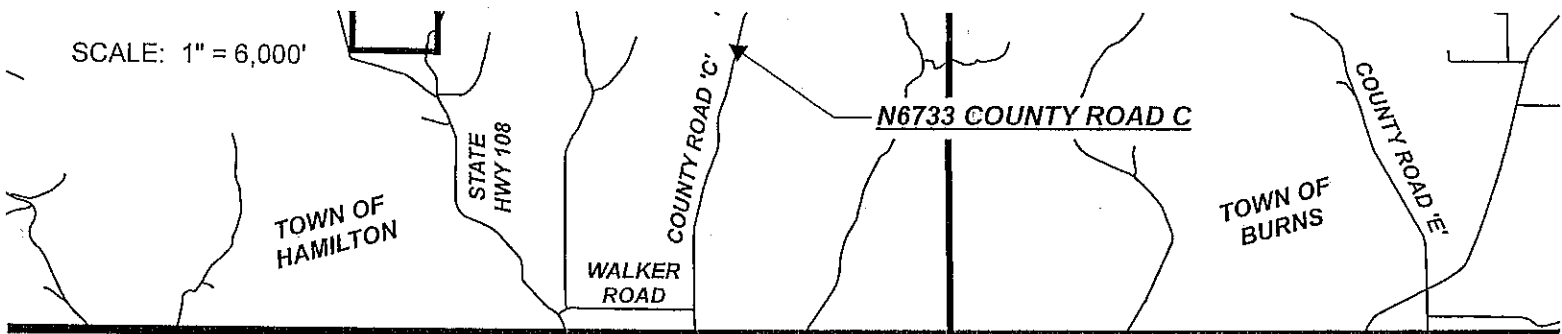 SCALE: 1" = 6,000'
COUNTY ROAD 'C'
N6733 COUNTY ROAD C
COUNTY ROAD 'E'
STATE
HWY 108
TOWN OF
HAMILTON
TOWN OF
BURNS
WALKER
ROAD